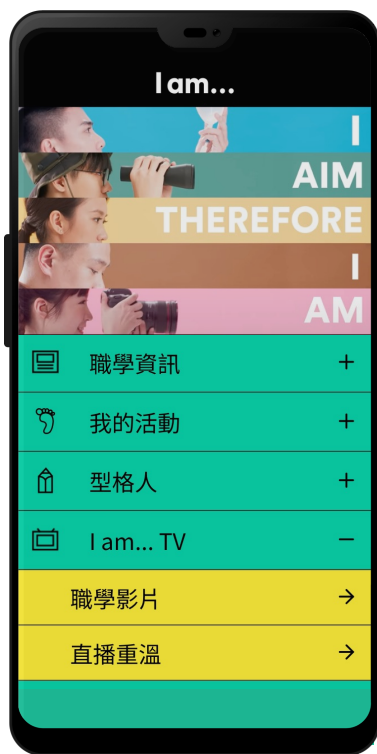 I am...
I
AIM
THEREFORE
I
AM
職學資訊 +
我的活動 +
型格人 +
I am... TV −
職學影片 →
直播重溫 →